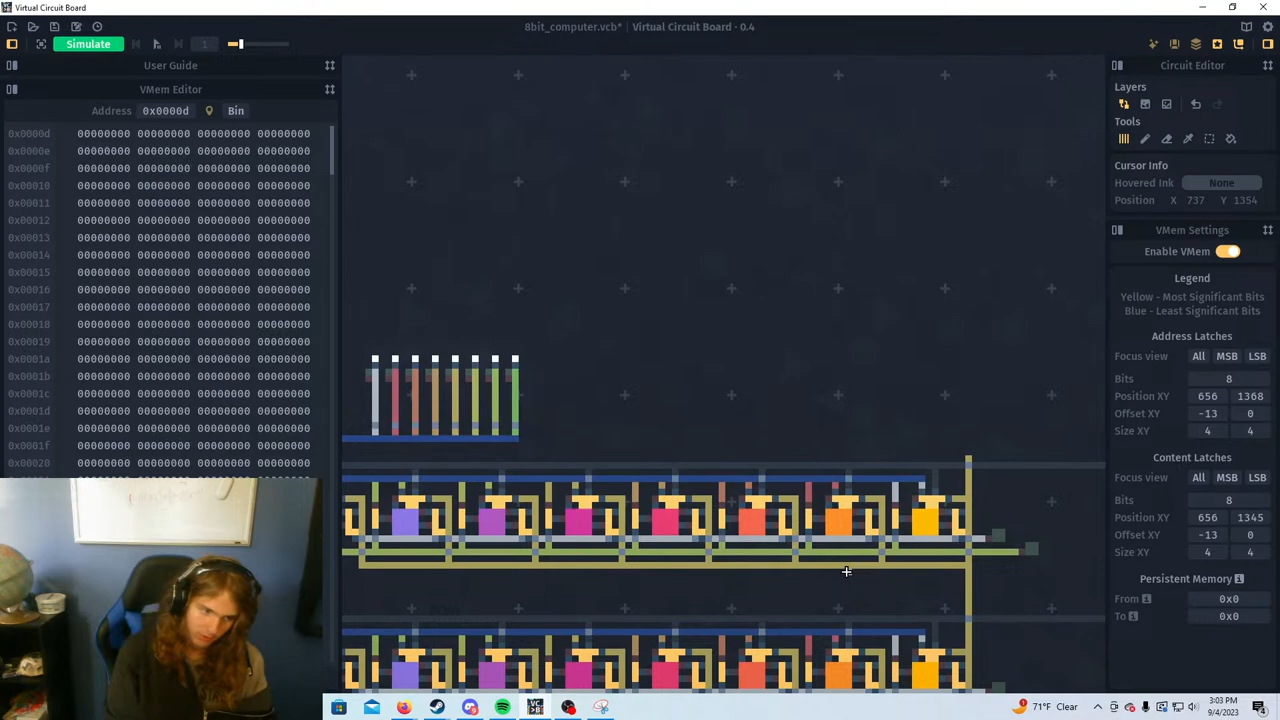 Virtual Circuit Board
8bit_computer.vcb* | Virtual Circuit Board - 0.4
Simulate
1
User Guide
VMem Editor
Address 0x0000d Bin
0x0000d 00000000 00000000 00000000 00000000
0x0000e 00000000 00000000 00000000 00000000
0x0000f 00000000 00000000 00000000 00000000
0x00010 00000000 00000000 00000000 00000000
0x00011 00000000 00000000 00000000 00000000
0x00012 00000000 00000000 00000000 00000000
0x00013 00000000 00000000 00000000 00000000
0x00014 00000000 00000000 00000000 00000000
0x00015 00000000 00000000 00000000 00000000
0x00016 00000000 00000000 00000000 00000000
0x00017 00000000 00000000 00000000 00000000
0x00018 00000000 00000000 00000000 00000000
0x00019 00000000 00000000 00000000 00000000
0x0001a 00000000 00000000 00000000 00000000
0x0001b 00000000 00000000 00000000 00000000
0x0001c 00000000 00000000 00000000 00000000
0x0001d 00000000 00000000 00000000 00000000
0x0001e 00000000 00000000 00000000 00000000
0x0001f 00000000 00000000 00000000 00000000
0x00020 00000000 00000000 00000000 00000000
Circuit Editor
Layers
Tools
Cursor Info
Hovered Ink None
Position X 737 Y 1354
VMem Settings
Enable VMem
Legend
Yellow - Most Significant Bits
Blue - Least Significant Bits
Address Latches
Focus view All MSB LSB
Bits 8
Position XY 656 1368
Offset XY -13 0
Size XY 4 4
Content Latches
Focus view All MSB LSB
Bits 8
Position XY 656 1345
Offset XY -13 0
Size XY 4 4
Persistent Memory
From 0x0
To 0x0
71°F Clear
3:03 PM
9/4/2023